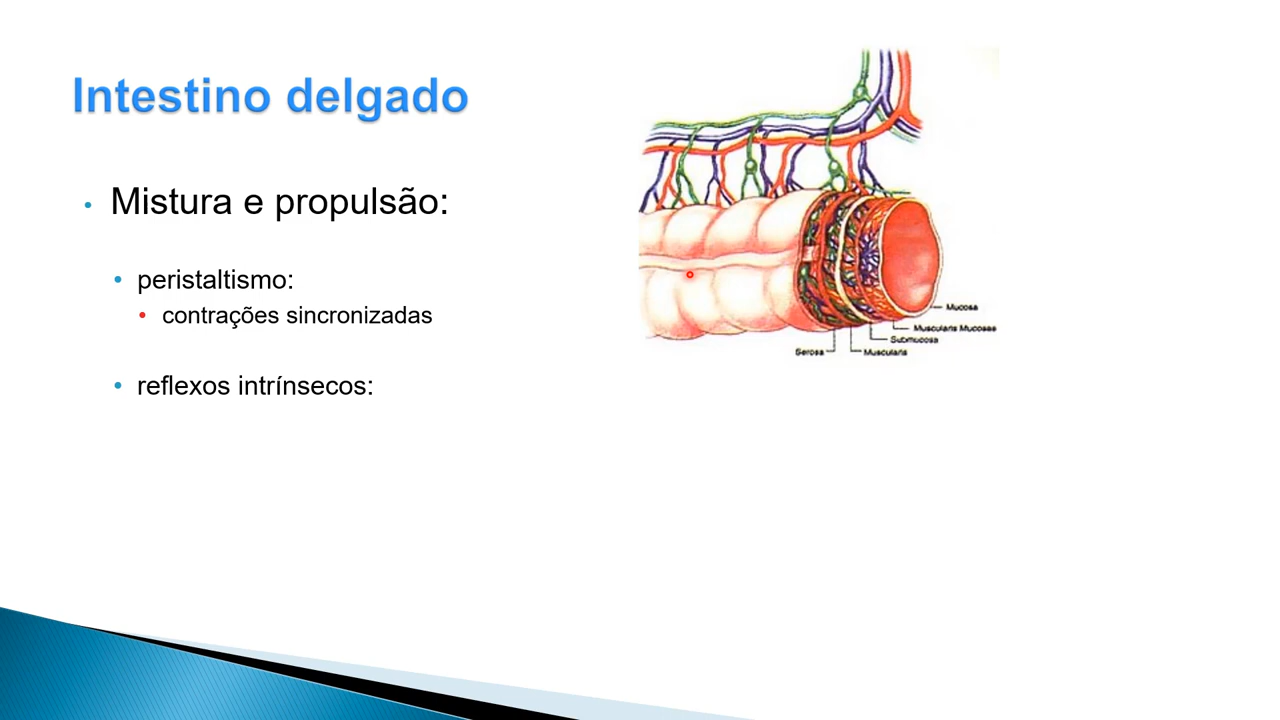 Intestino delgado
• Mistura e propulsão:
• peristaltismo:
• contrações sincronizadas
• reflexos intrínsecos:
Mucosa
Muscularis Mucosae
Submucosa
Serosa
Muscularis